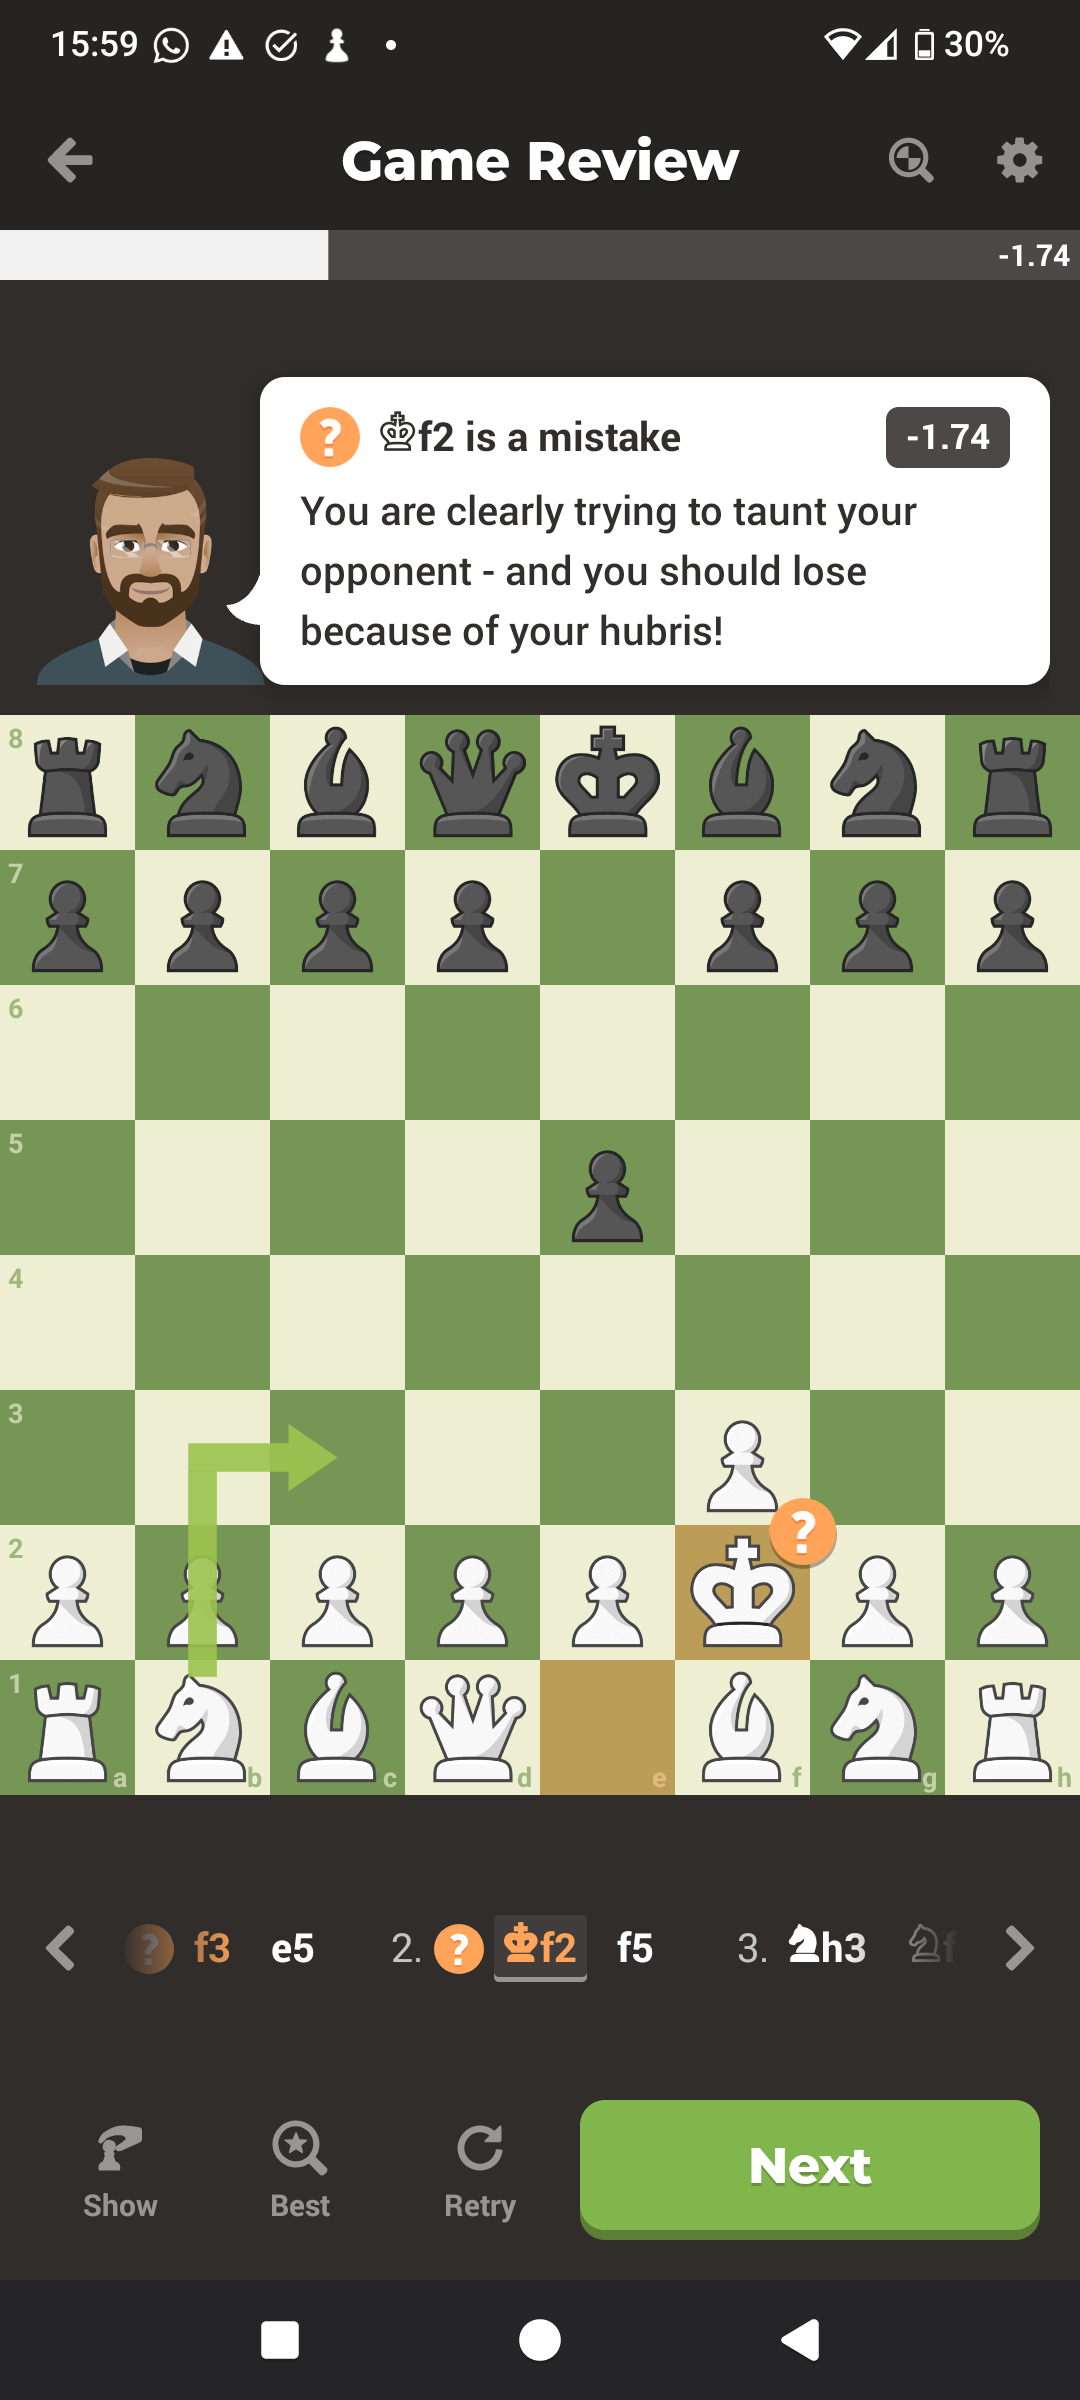 15:59 30%
Game Review
-1.74
? ♔f2 is a mistake -1.74
You are clearly trying to taunt your
opponent - and you should lose
because of your hubris!
8
7
6
5
4
3
?
2
1 a b c d e f g h
? f3 e5 2. ? ♚f2 f5 3. ♞h3 ♘f
Show Best Retry Next